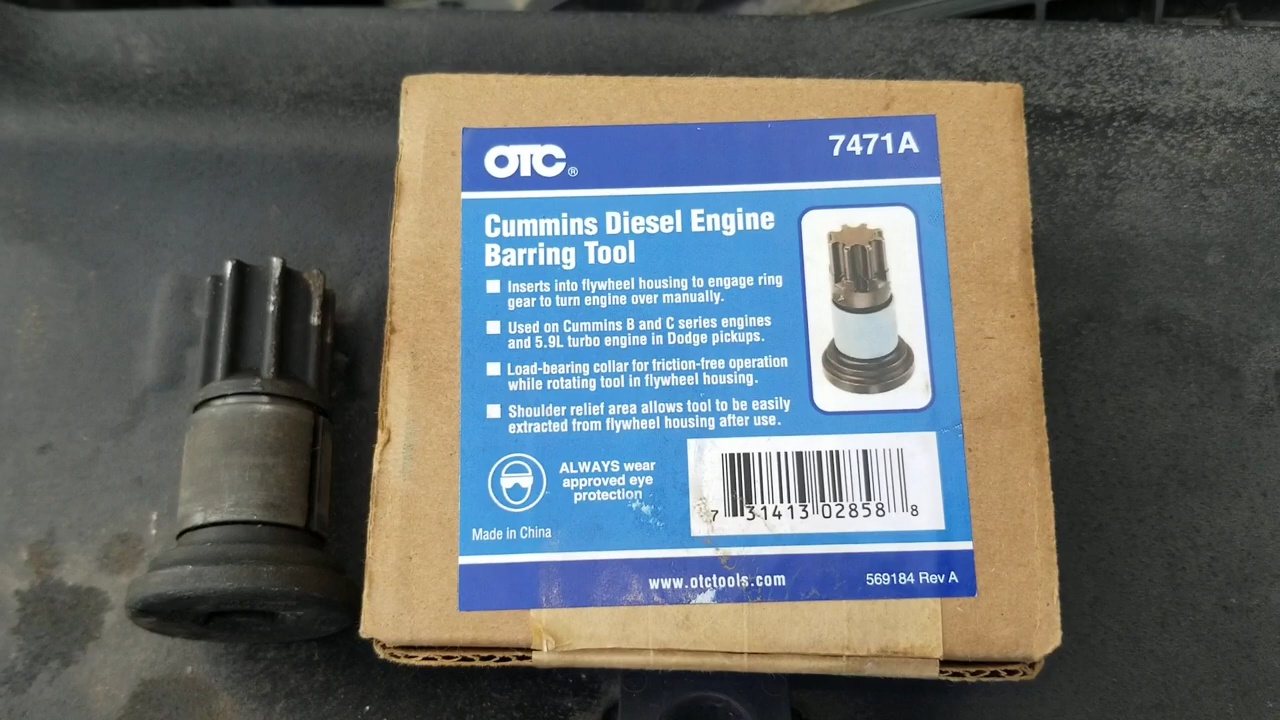 OTC®
7471A
Cummins Diesel Engine
Barring Tool
Inserts into flywheel housing to engage ring
gear to turn engine over manually.
Used on Cummins B and C series engines
and 5.9L turbo engine in Dodge pickups.
Load-bearing collar for friction-free operation
while rotating tool in flywheel housing.
Shoulder relief area allows tool to be easily
extracted from flywheel housing after use.
ALWAYS wear
approved eye
protection
Made in China
7 31413 02858 8
www.otctools.com
569184 Rev A